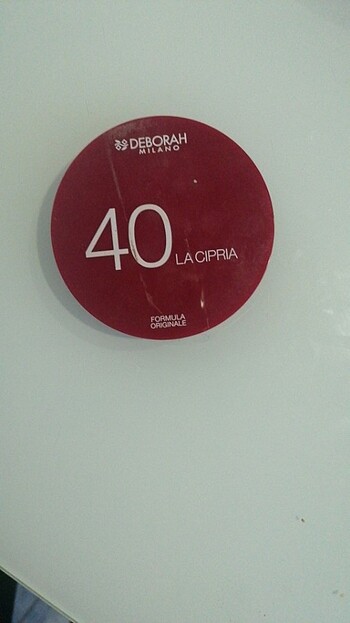 DEBORAH
MILANO
40 LA CIPRIA
FORMULA
ORIGINALE